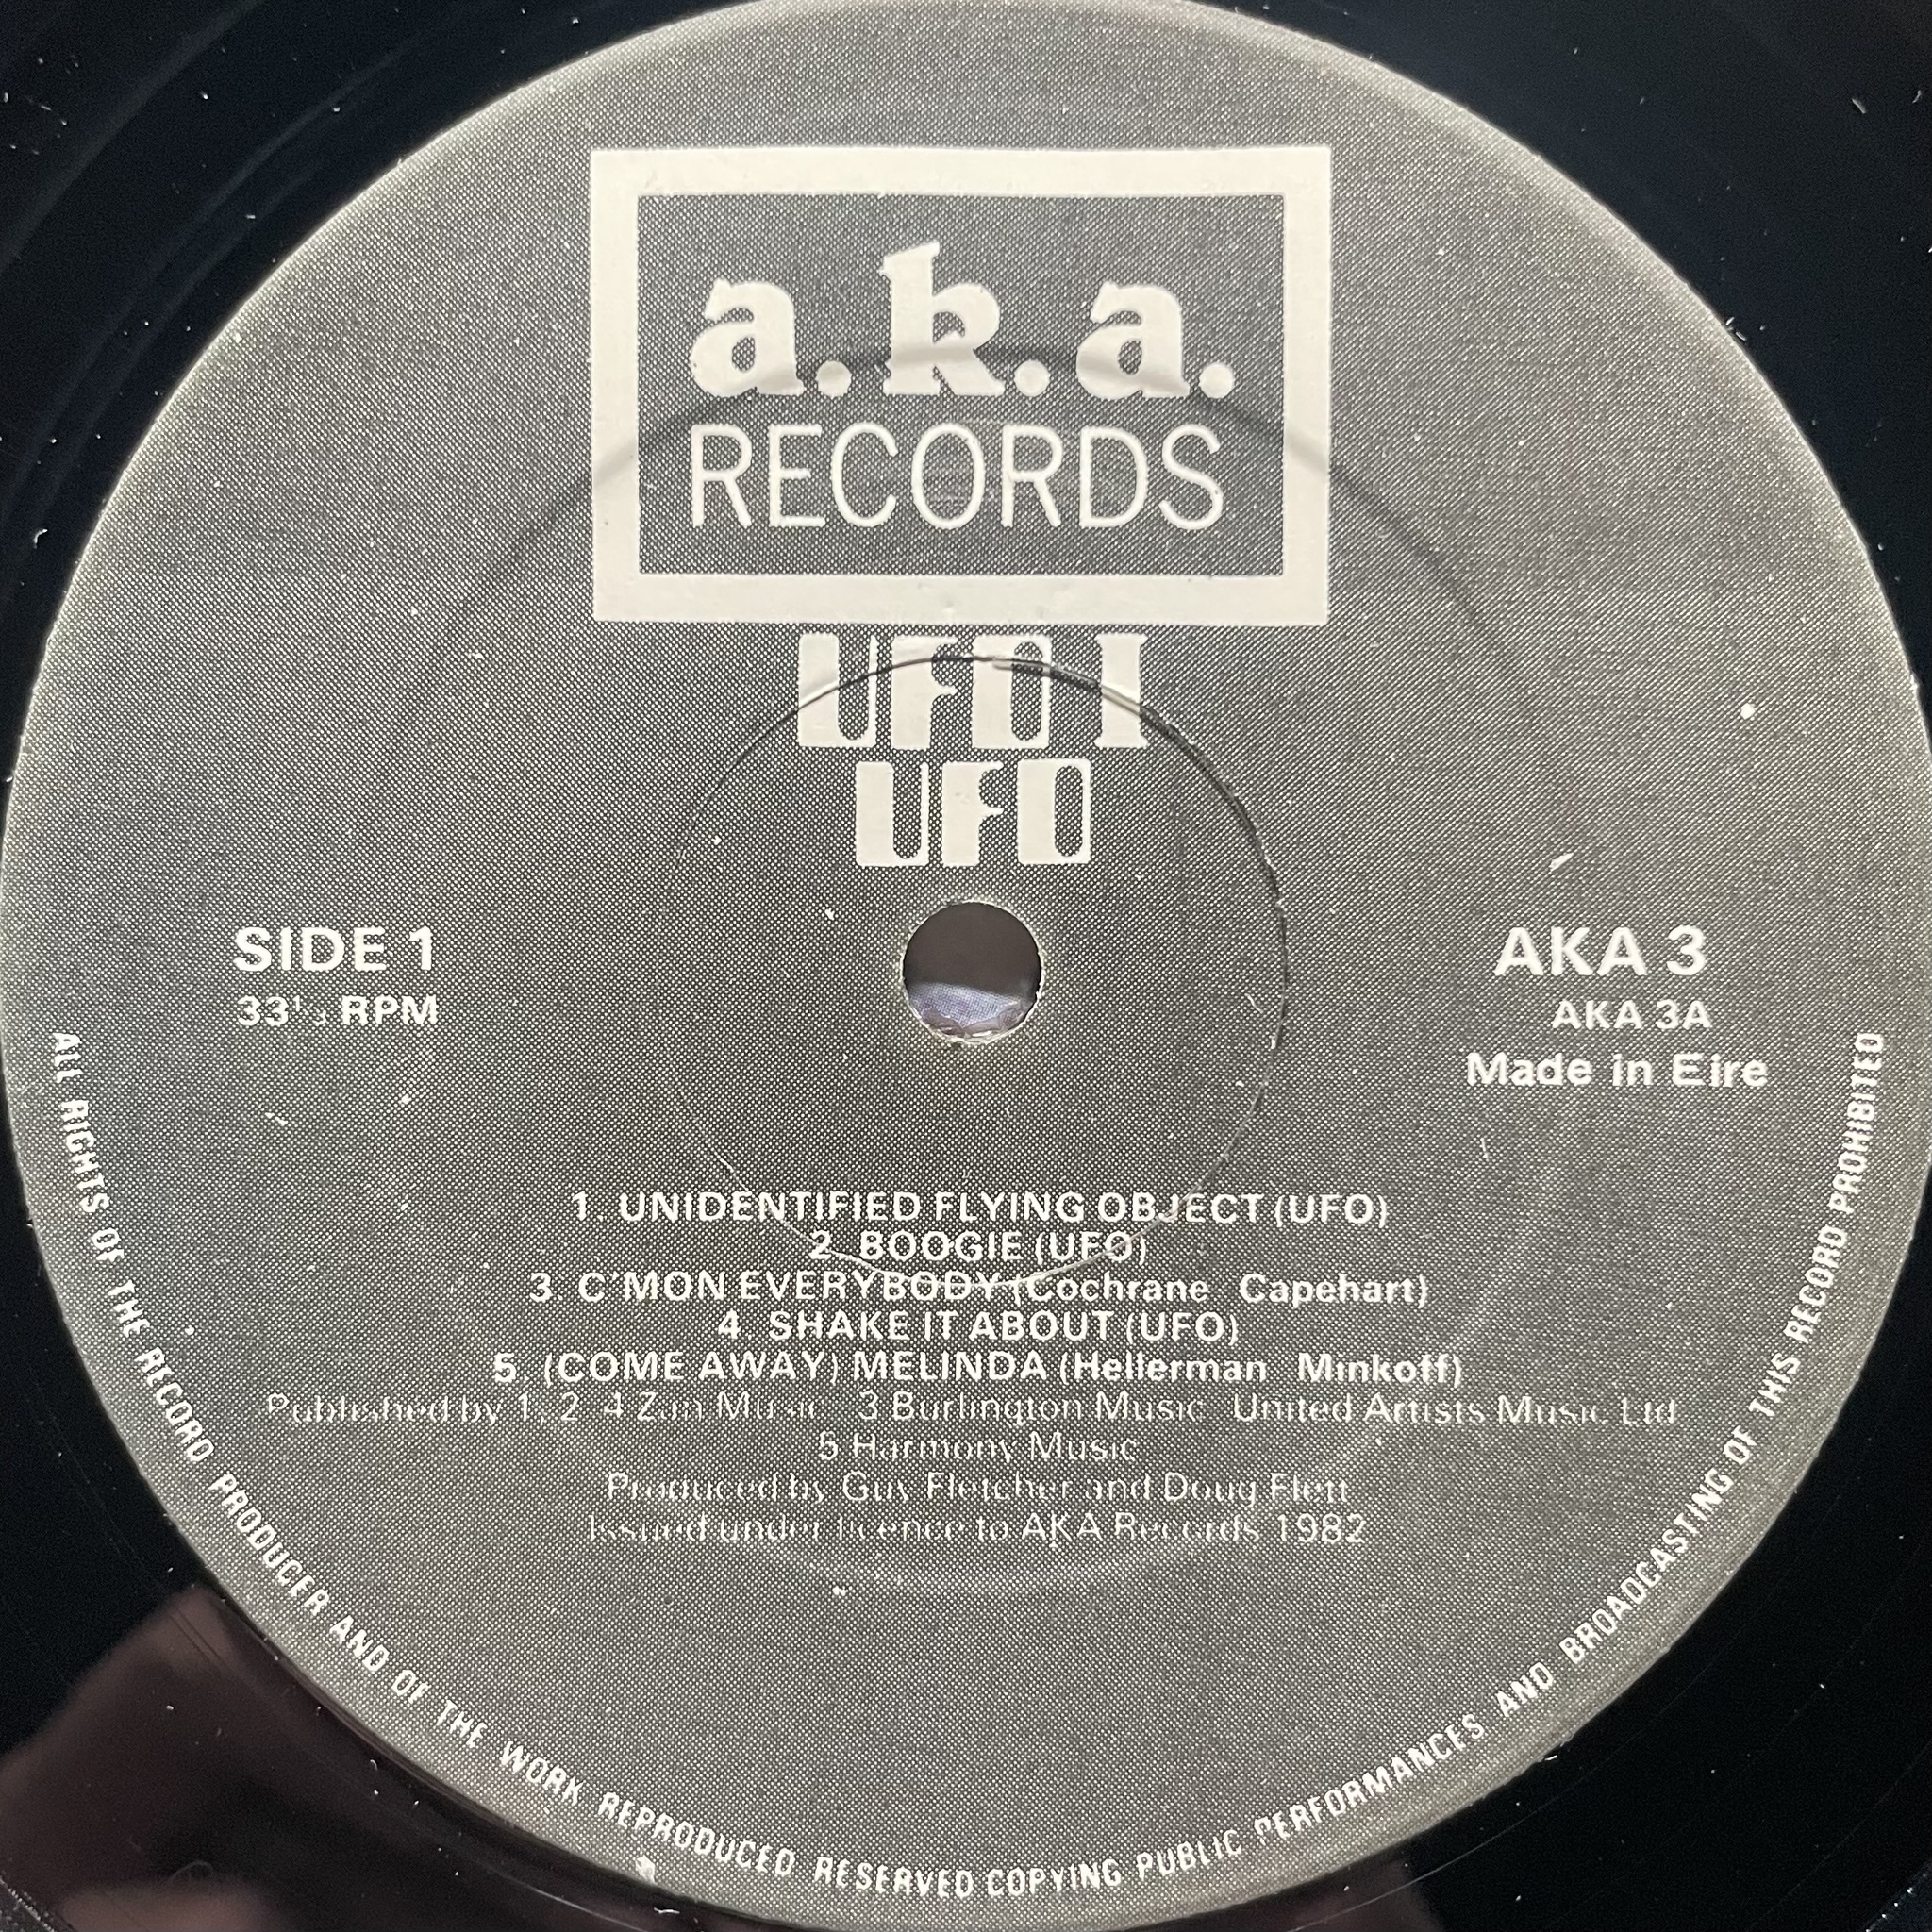 a.k.a.
RECORDS
UFO I
UFO
SIDE 1
33⅓ RPM
AKA 3
AKA 3A
Made in Eire
1. UNIDENTIFIED FLYING OBJECT (UFO)
2. BOOGIE (UFO)
3. C'MON EVERYBODY (Cochrane Capehart)
4. SHAKE IT ABOUT (UFO)
5. (COME AWAY) MELINDA (Hellerman Minkoff)
Published by 1, 2 4 Zan Music 3 Burlington Music United Artists Music Ltd
5 Harmony Music
Produced by Guy Fletcher and Doug Flett
Issued under licence to AKA Records 1982
ALL RIGHTS OF THE RECORD PRODUCER AND OF THE WORK REPRODUCED RESERVED COPYING PUBLIC PERFORMANCES AND BROADCASTING OF THIS RECORD PROHIBITED